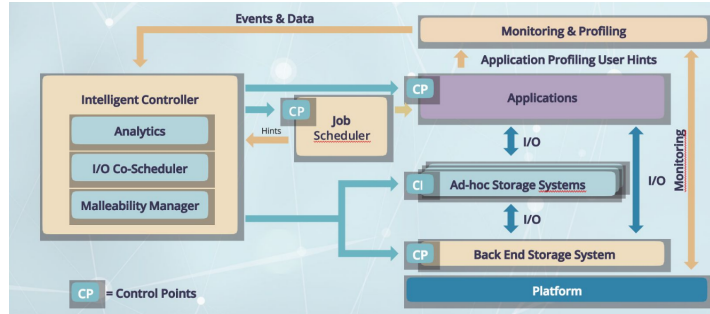 Events & Data
Monitoring & Profiling
Application Profiling User Hints
Intelligent Controller
Analytics
I/O Co-Scheduler
Malleability Manager
CP
Job
Scheduler
Hints
CP
Applications
I/O
I/O
Monitoring
CI
Ad-hoc Storage Systems
I/O
CP
Back End Storage System
Platform
CP = Control Points